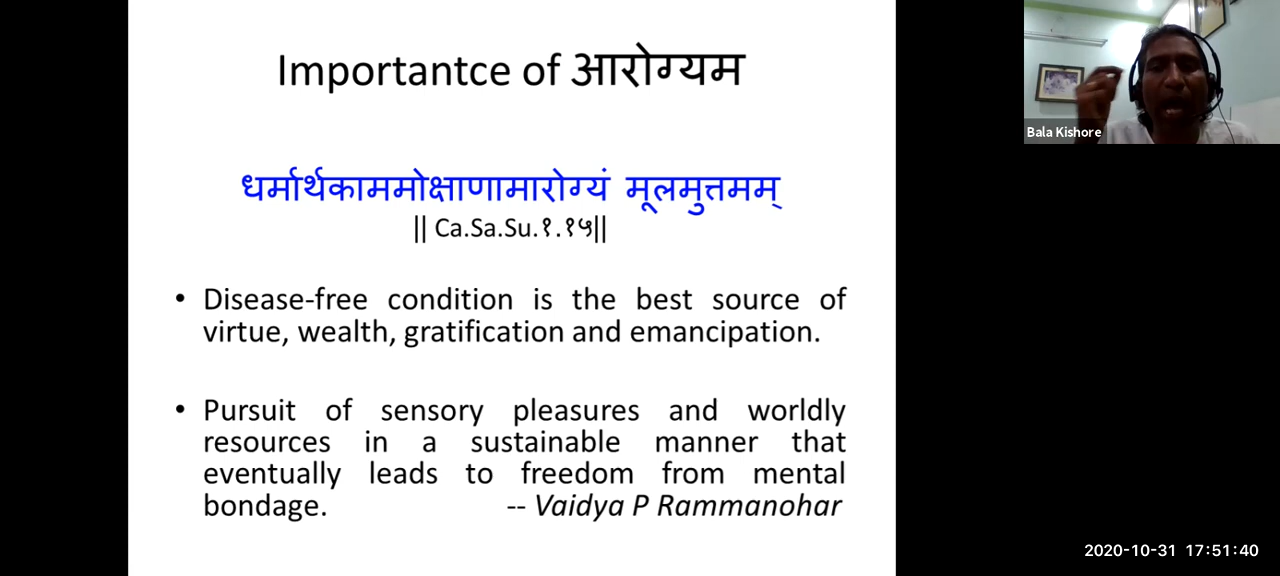 Importantce of आरोग्यम
धर्मार्थकाममोक्षाणामारोग्यं मूलमुत्तमम्
|| Ca.Sa.Su.१.१५||
• Disease-free condition is the best source of
virtue, wealth, gratification and emancipation.
• Pursuit of sensory pleasures and worldly
resources in a sustainable manner that
eventually leads to freedom from mental
bondage. -- Vaidya P Rammanohar
Bala Kishore
2020-10-31 17:51:40